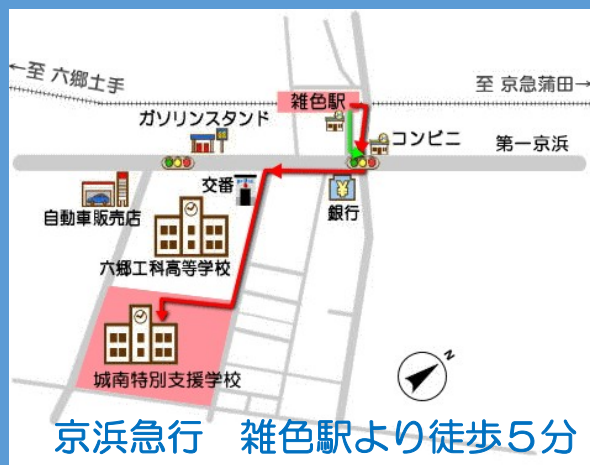 ←至 六郷土手
雑色駅
至 京急蒲田→
ガソリンスタンド
コンビニ
第一京浜
交番
自動車販売店
銀行
六郷工科高等学校
城南特別支援学校
N
京浜急行 雑色駅より徒歩5分